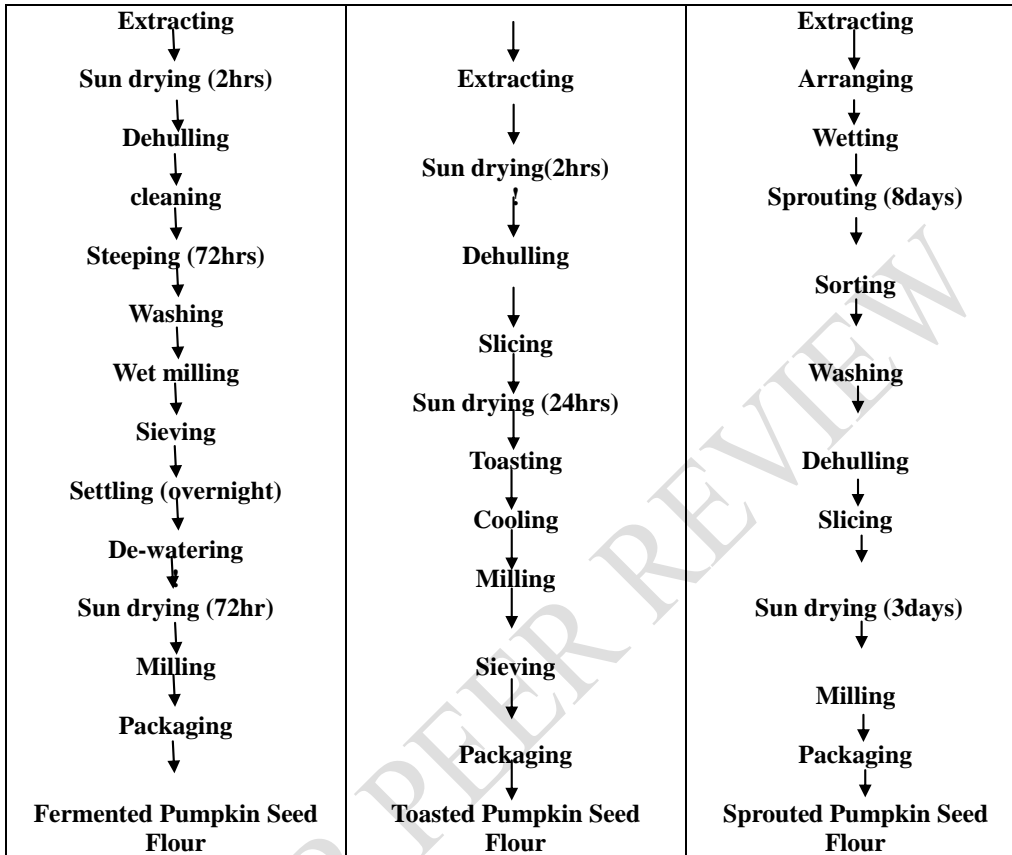 Extracting
Sun drying (2hrs)
Dehulling
cleaning
Steeping (72hrs)
Washing
Wet milling
Sieving
Settling (overnight)
De-watering
Sun drying (72hr)
Milling
Packaging
Fermented Pumpkin Seed
Flour
Extracting
Sun drying(2hrs)
Dehulling
Slicing
Sun drying (24hrs)
Toasting
Cooling
Milling
Sieving
Packaging
Toasted Pumpkin Seed
Flour
Extracting
Arranging
Wetting
Sprouting (8days)
Sorting
Washing
Dehulling
Slicing
Sun drying (3days)
Milling
Packaging
Sprouted Pumpkin Seed
Flour
PEER REVIEW